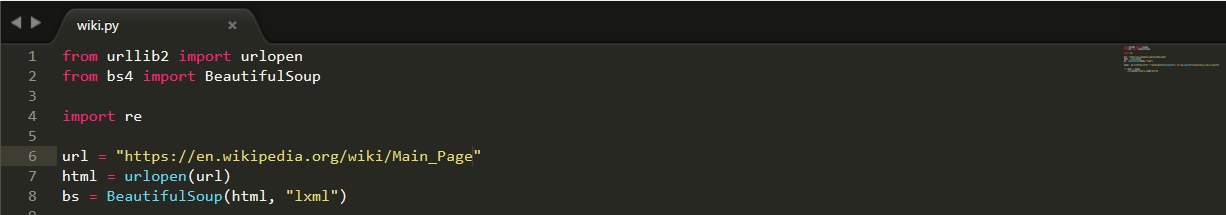 wiki.py
1 from urllib2 import urlopen
2 from bs4 import BeautifulSoup
3
4 import re
5
6 url = "https://en.wikipedia.org/wiki/Main_Page"
7 html = urlopen(url)
8 bs = BeautifulSoup(html, "lxml")